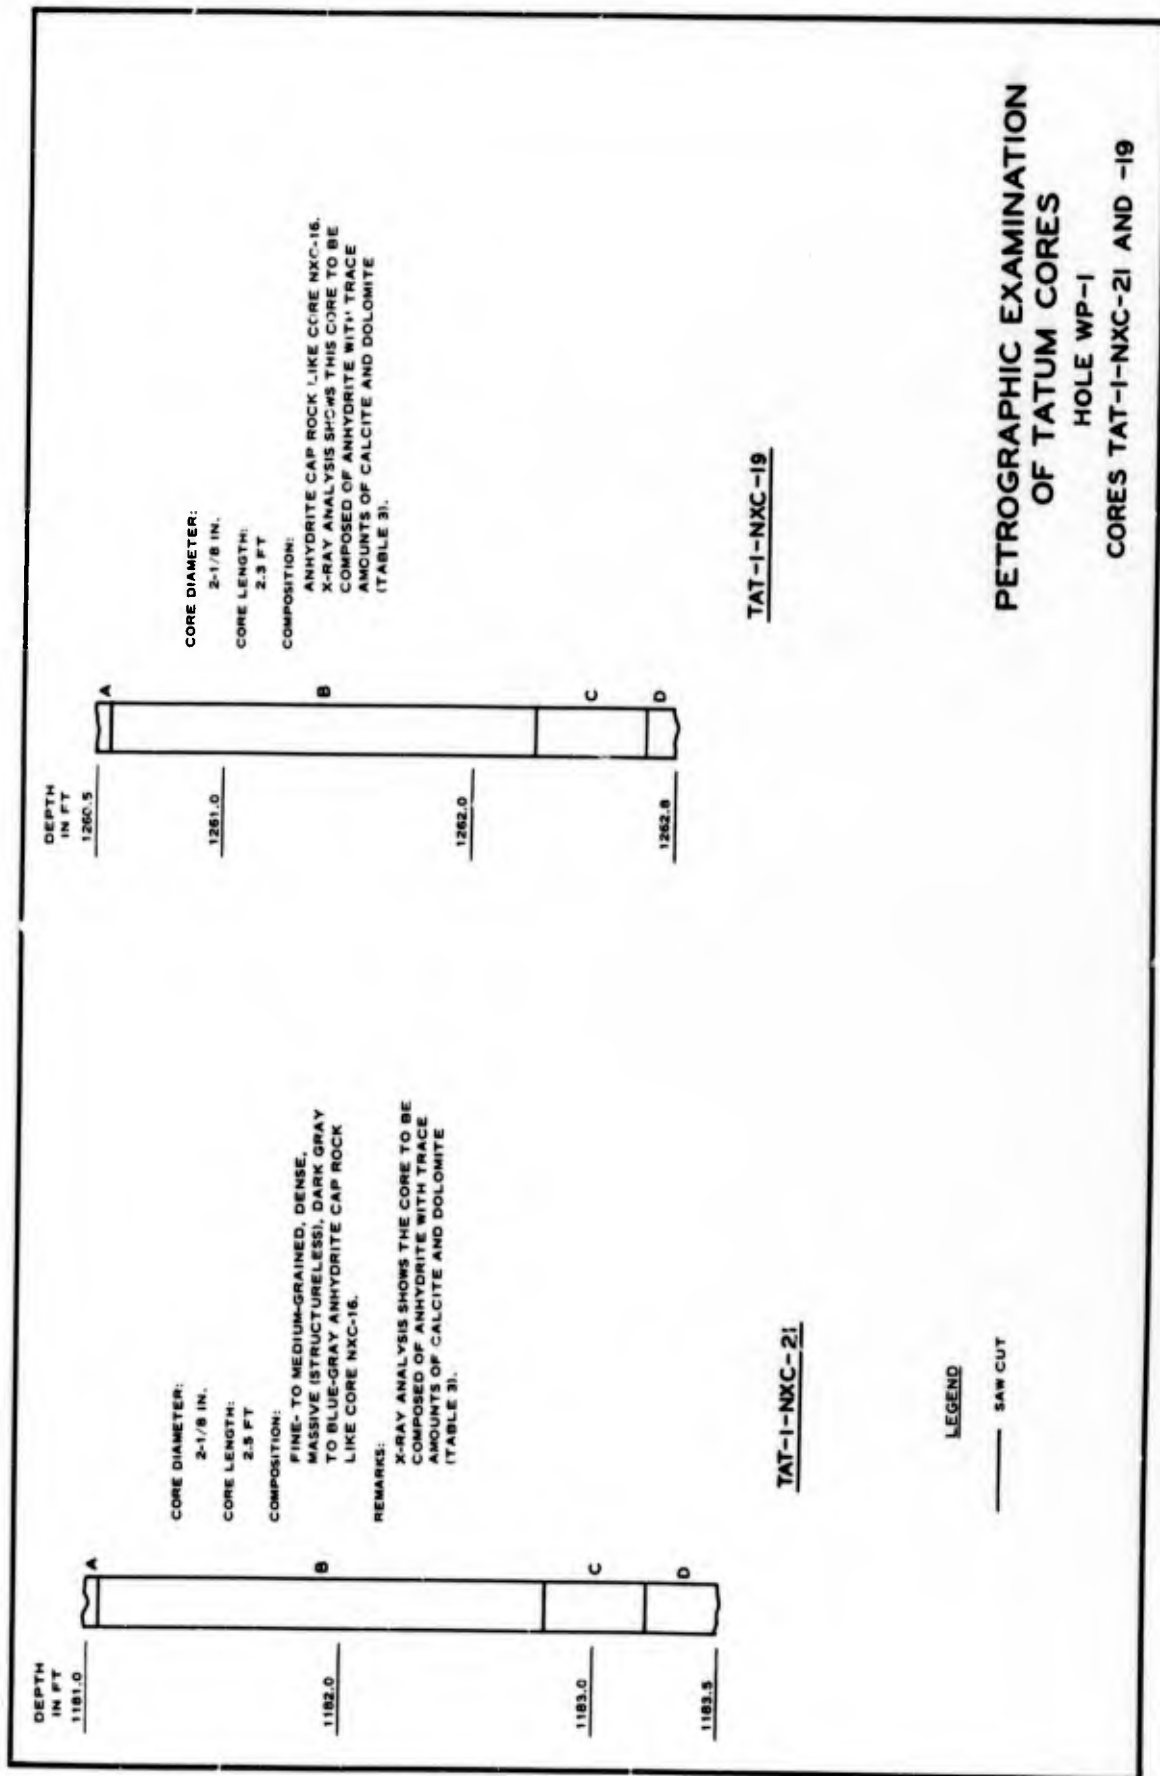 DEPTH
IN FT
1181.0
1182.0
1183.0
1183.5
A
B
C
D
CORE DIAMETER:
2-1/8 IN.
CORE LENGTH:
2.5 FT
COMPOSITION:
FINE- TO MEDIUM-GRAINED, DENSE,
MASSIVE (STRUCTURELESS), DARK GRAY
TO BLUE-GRAY ANHYDRITE CAP ROCK
LIKE CORE NXC-16.
REMARKS:
X-RAY ANALYSIS SHOWS THE CORE TO BE
COMPOSED OF ANHYDRITE WITH TRACE
AMOUNTS OF CALCITE AND DOLOMITE
(TABLE 3).
TAT-1-NXC-21
LEGEND
SAW CUT
DEPTH
IN FT
1260.5
1261.0
1262.0
1262.8
A
B
C
D
CORE DIAMETER:
2-1/8 IN.
CORE LENGTH:
2.3 FT
COMPOSITION:
ANHYDRITE CAP ROCK LIKE CORE NXC-16.
X-RAY ANALYSIS SHOWS THIS CORE TO BE
COMPOSED OF ANHYDRITE WITH TRACE
AMOUNTS OF CALCITE AND DOLOMITE
(TABLE 3).
TAT-1-NXC-19
PETROGRAPHIC EXAMINATION
OF TATUM CORES
HOLE WP-1
CORES TAT-1-NXC-21 AND -19